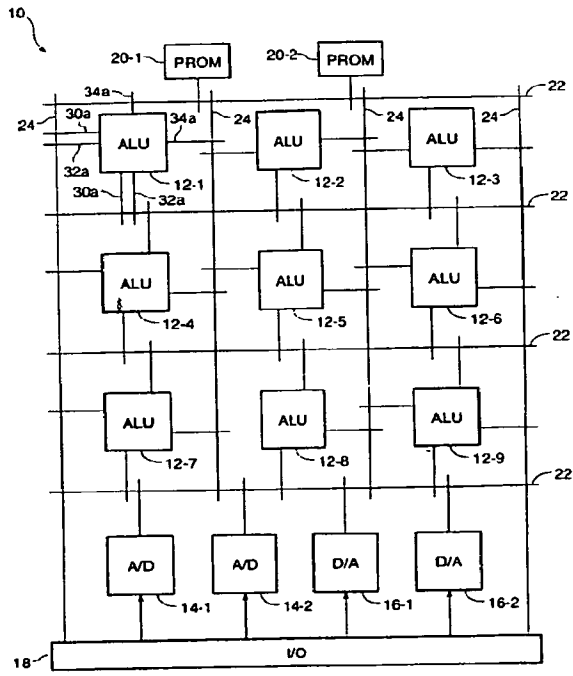 10
20-1 PROM 20-2 PROM
22
34a
24 30a 34a 24 24 24
ALU ALU ALU
32a 12-1 12-2 12-3
30a 32a 22
ALU ALU ALU
12-4 12-5 12-6
22
ALU ALU ALU
12-7 12-8 12-9
22
A/D A/D D/A D/A
14-1 14-2 16-1 16-2
18 I/O